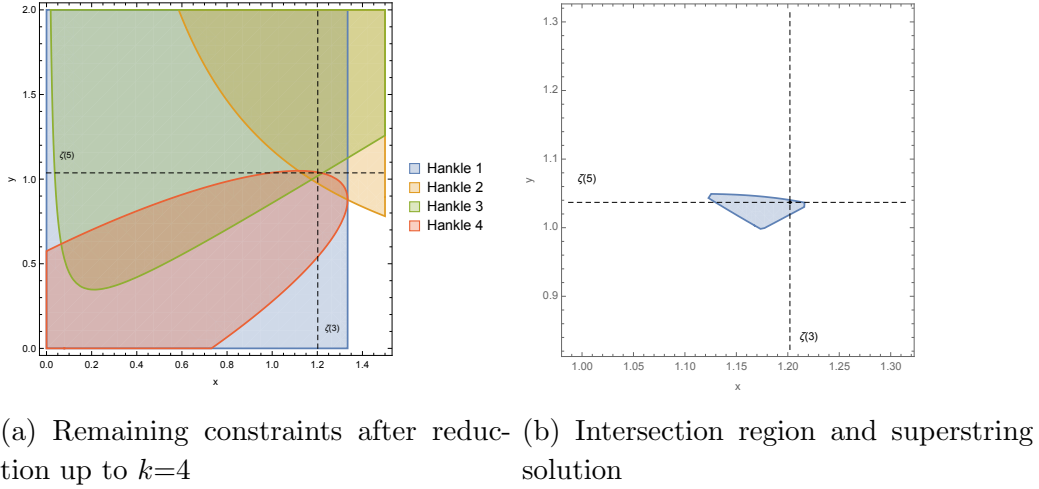 2.0
1.5
1.0
0.5
0.0
y
ζ(5)
ζ(3)
0.0 0.2 0.4 0.6 0.8 1.0 1.2 1.4
x
Hankle 1
Hankle 2
Hankle 3
Hankle 4
1.3
1.2
1.1
1.0
0.9
y
ζ(5)
ζ(3)
1.00 1.05 1.10 1.15 1.20 1.25 1.30
x
(a) Remaining constraints after reduc-
tion up to k=4
(b) Intersection region and superstring
solution